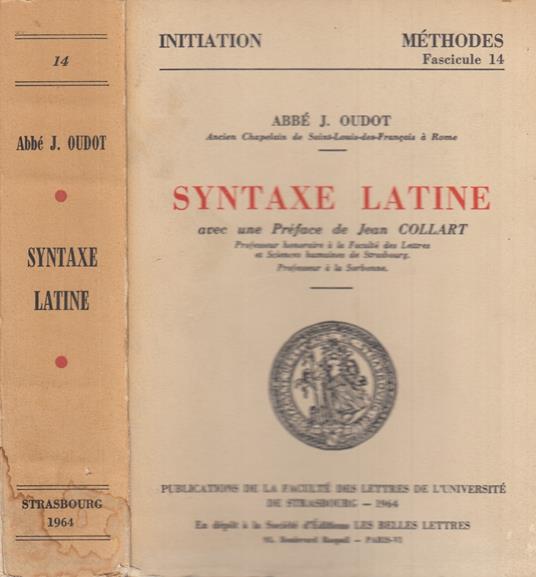 14
Abbé J. OUDOT
SYNTAXE
LATINE
STRASBOURG
1964
INITIATION MÉTHODES
Fascicule 14
ABBÉ J. OUDOT
Ancien Chapelain de Saint-Louis-des-Français à Rome
SYNTAXE LATINE
avec une Préface de Jean COLLART
Professeur honoraire à la Faculté des Lettres
et Sciences humaines de Strasbourg.
Professeur à la Sorbonne.
PUBLICATIONS DE LA FACULTÉ DES LETTRES DE L'UNIVERSITÉ
DE STRASBOURG — 1964
En dépôt à la Société d'Éditions LES BELLES LETTRES
95, Boulevard Raspail — PARIS-VI